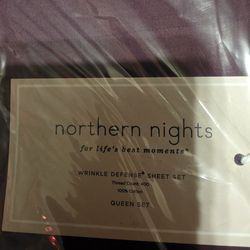 northern nights
for life's best moments®
WRINKLE DEFENSE® SHEET SET
Thread Count: 400
100% Cotton
QUEEN SET